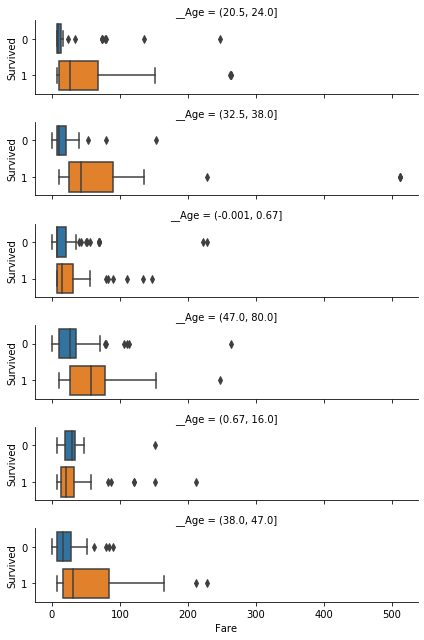 __Age = (20.5, 24.0]
Survived
0
1
__Age = (32.5, 38.0]
Survived
0
1
__Age = (-0.001, 0.67]
Survived
0
1
__Age = (47.0, 80.0]
Survived
0
1
__Age = (0.67, 16.0]
Survived
0
1
__Age = (38.0, 47.0]
Survived
0
1
0 100 200 300 400 500
Fare